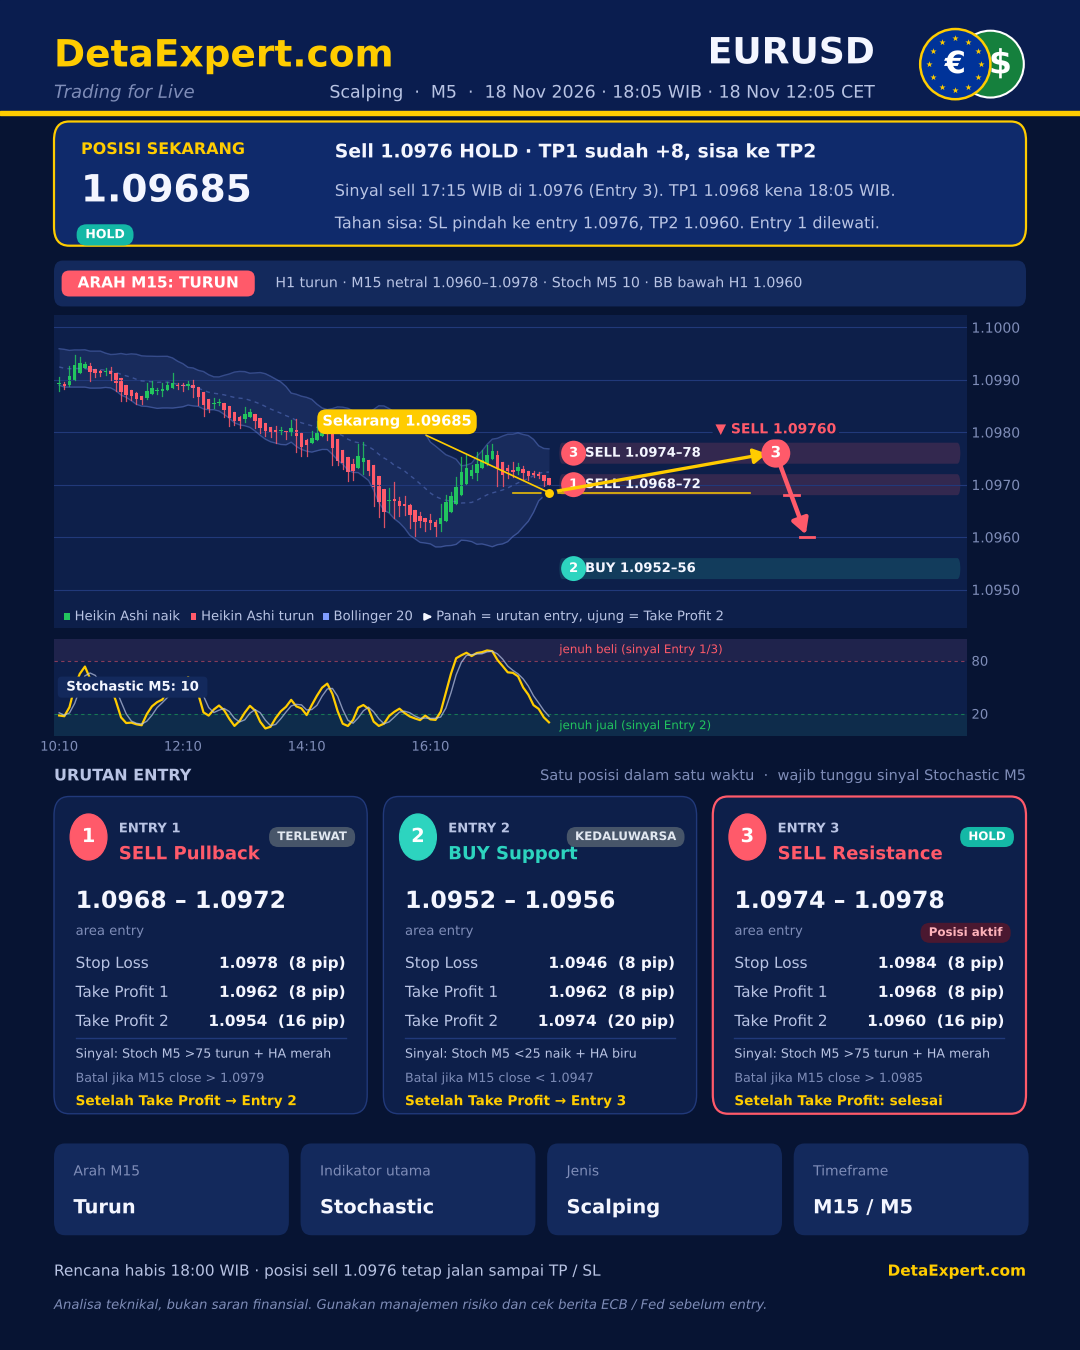 DetaExpert.com
EURUSD
€ $
Trading for Live
Scalping · M5 · 18 Nov 2026 · 18:05 WIB · 18 Nov 12:05 CET
POSISI SEKARANG
1.09685
HOLD
Sell 1.0976 HOLD · TP1 sudah +8, sisa ke TP2
Sinyal sell 17:15 WIB di 1.0976 (Entry 3). TP1 1.0968 kena 18:05 WIB.
Tahan sisa: SL pindah ke entry 1.0976, TP2 1.0960. Entry 1 dilewati.
ARAH M15: TURUN
H1 turun · M15 netral 1.0960–1.0978 · Stoch M5 10 · BB bawah H1 1.0960
1.1000
1.0990
1.0980
1.0970
1.0960
1.0950
Sekarang 1.09685
▼ SELL 1.09760
3 SELL 1.0974–78
3
1 SELL 1.0968–72
2 BUY 1.0952–56
Heikin Ashi naik
Heikin Ashi turun
Bollinger 20
Panah = urutan entry, ujung = Take Profit 2
jenuh beli (sinyal Entry 1/3)
80
Stochastic M5: 10
20
jenuh jual (sinyal Entry 2)
10:10 12:10 14:10 16:10
URUTAN ENTRY
Satu posisi dalam satu waktu · wajib tunggu sinyal Stochastic M5
1
ENTRY 1
TERLEWAT
SELL Pullback
1.0968 – 1.0972
area entry
Stop Loss 1.0978 (8 pip)
Take Profit 1 1.0962 (8 pip)
Take Profit 2 1.0954 (16 pip)
Sinyal: Stoch M5 >75 turun + HA merah
Batal jika M15 close > 1.0979
Setelah Take Profit → Entry 2
2
ENTRY 2
KEDALUWARSA
BUY Support
1.0952 – 1.0956
area entry
Stop Loss 1.0946 (8 pip)
Take Profit 1 1.0962 (8 pip)
Take Profit 2 1.0974 (20 pip)
Sinyal: Stoch M5 <25 naik + HA biru
Batal jika M15 close < 1.0947
Setelah Take Profit → Entry 3
3
ENTRY 3
HOLD
SELL Resistance
1.0974 – 1.0978
area entry
Posisi aktif
Stop Loss 1.0984 (8 pip)
Take Profit 1 1.0968 (8 pip)
Take Profit 2 1.0960 (16 pip)
Sinyal: Stoch M5 >75 turun + HA merah
Batal jika M15 close > 1.0985
Setelah Take Profit: selesai
Arah M15
Turun
Indikator utama
Stochastic
Jenis
Scalping
Timeframe
M15 / M5
Rencana habis 18:00 WIB · posisi sell 1.0976 tetap jalan sampai TP / SL
DetaExpert.com
Analisa teknikal, bukan saran finansial. Gunakan manajemen risiko dan cek berita ECB / Fed sebelum entry.